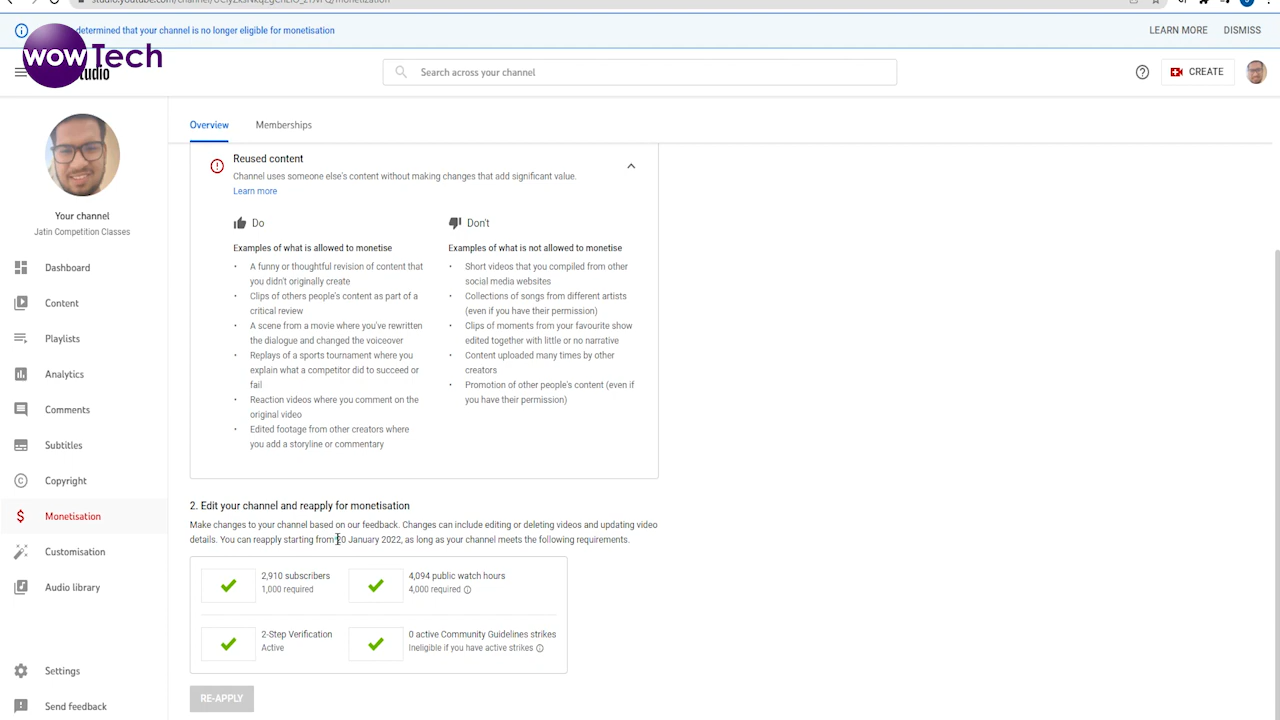 determined that your channel is no longer eligible for monetisation
LEARN MORE
DISMISS
wowTech
Search across your channel
CREATE
Your channel
Jatin Competition Classes
Dashboard
Content
Playlists
Analytics
Comments
Subtitles
Copyright
Monetisation
Customisation
Audio library
Settings
Send feedback
Overview
Memberships
Reused content
Channel uses someone else's content without making changes that add significant value.
Learn more
Do
Examples of what is allowed to monetise
• A funny or thoughtful revision of content that
you didn't originally create
• Clips of others people's content as part of a
critical review
• A scene from a movie where you've rewritten
the dialogue and changed the voiceover
• Replays of a sports tournament where you
explain what a competitor did to succeed or
fail
• Reaction videos where you comment on the
original video
• Edited footage from other creators where
you add a storyline or commentary
Don't
Examples of what is not allowed to monetise
• Short videos that you compiled from other
social media websites
• Collections of songs from different artists
(even if you have their permission)
• Clips of moments from your favourite show
edited together with little or no narrative
• Content uploaded many times by other
creators
• Promotion of other people's content (even if
you have their permission)
2. Edit your channel and reapply for monetisation
Make changes to your channel based on our feedback. Changes can include editing or deleting videos and updating video
details. You can reapply starting from 20 January 2022, as long as your channel meets the following requirements.
2,910 subscribers
1,000 required
4,094 public watch hours
4,000 required
2-Step Verification
Active
0 active Community Guidelines strikes
Ineligible if you have active strikes
RE-APPLY